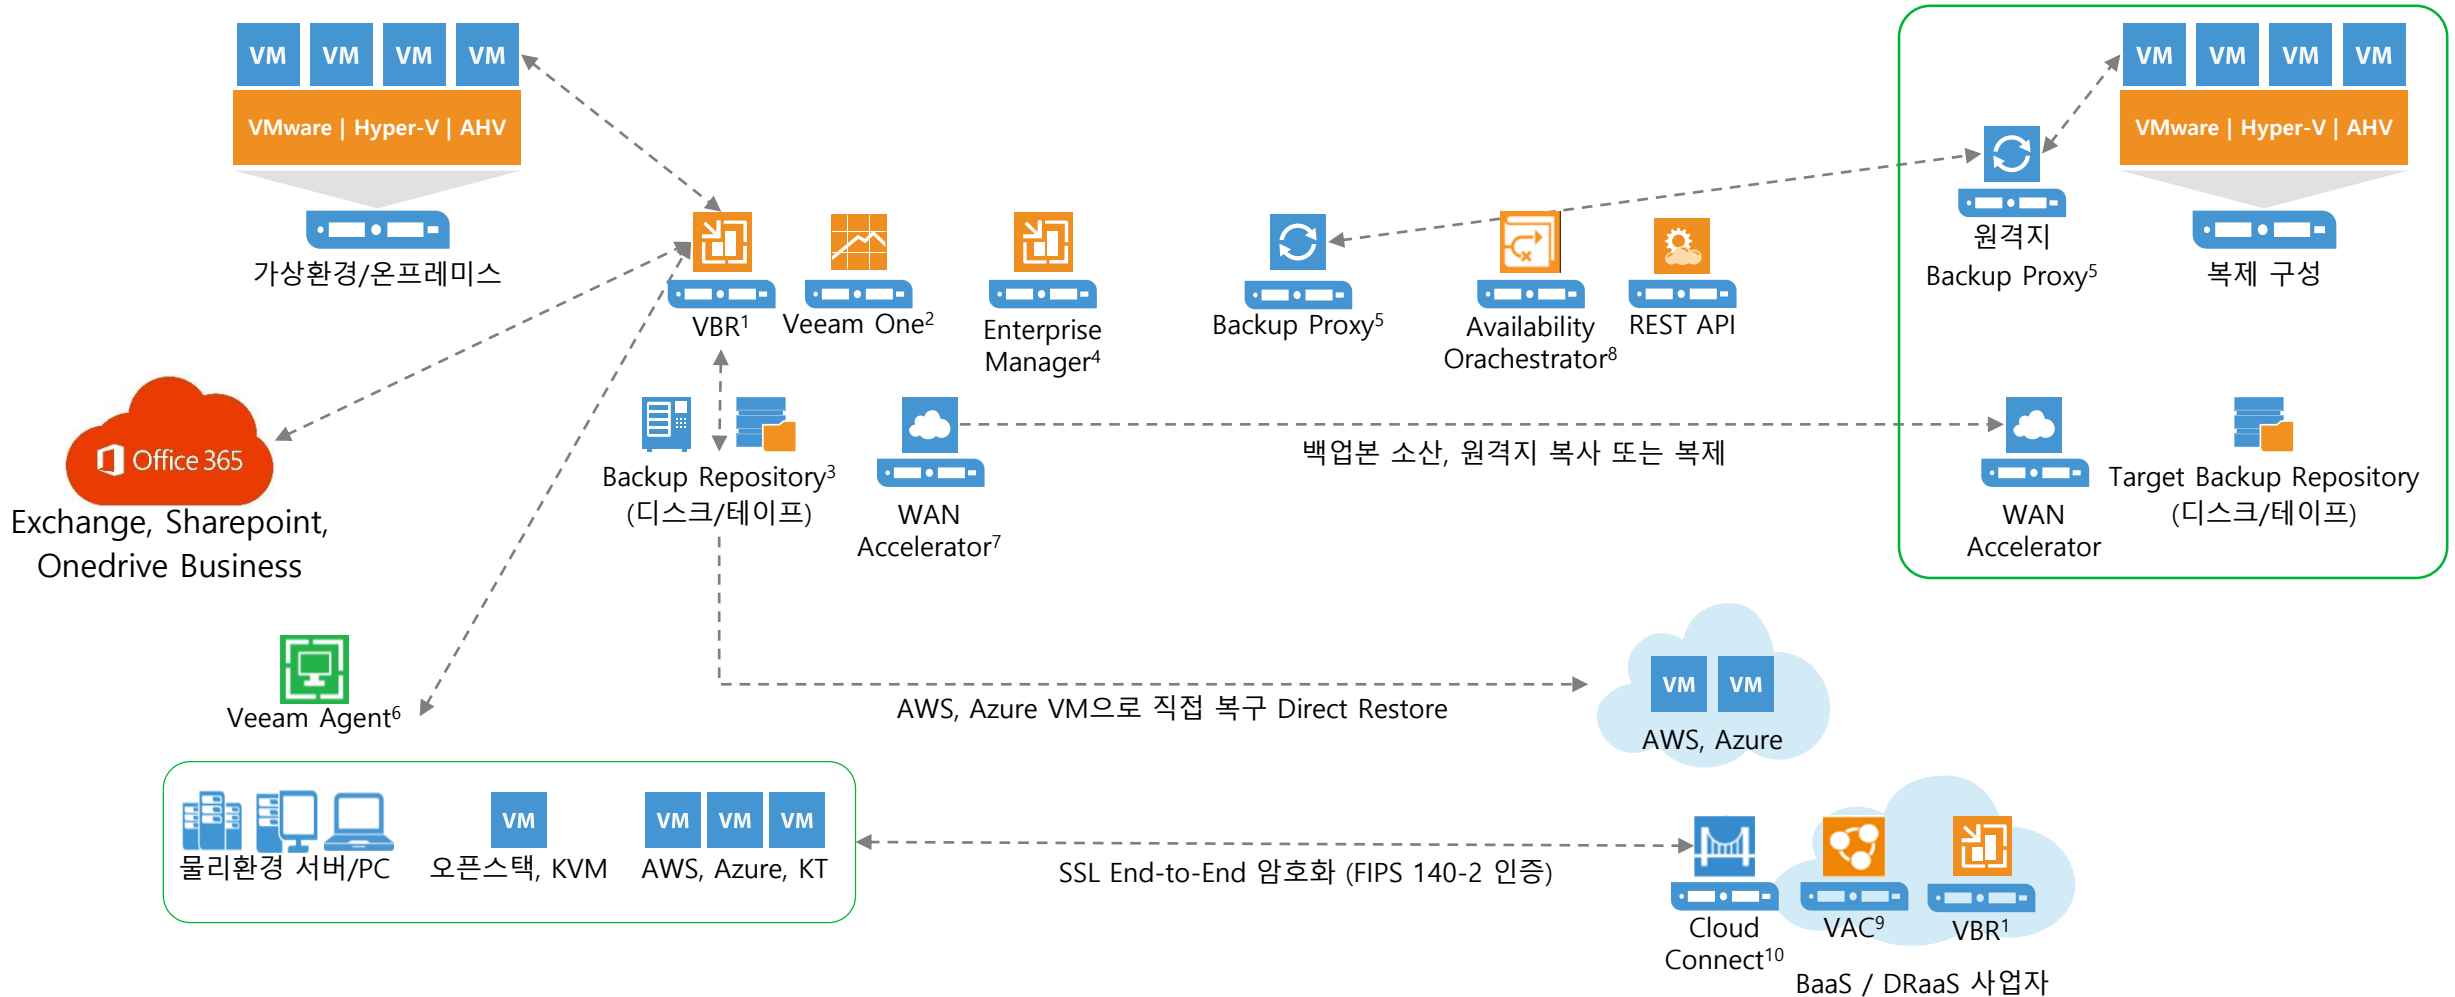 VM VM VM VM
VMware | Hyper-V | AHV
가상환경/온프레미스
VM VM VM VM
VMware | Hyper-V | AHV
원격지
Backup Proxy5
복제 구성
VBR1
Veeam One2
Enterprise
Manager4
Backup Proxy5
Availability
Orachestrator8
REST API
Office 365
Exchange, Sharepoint,
Onedrive Business
Backup Repository3
(디스크/테이프)
WAN
Accelerator7
백업본 소산, 원격지 복사 또는 복제
WAN
Accelerator
Target Backup Repository
(디스크/테이프)
Veeam Agent6
AWS, Azure VM으로 직접 복구 Direct Restore
VM VM
AWS, Azure
물리환경 서버/PC
VM
오픈스택, KVM
VM VM VM
AWS, Azure, KT
SSL End-to-End 암호화 (FIPS 140-2 인증)
Cloud
Connect10
VAC9
VBR1
BaaS / DRaaS 사업자